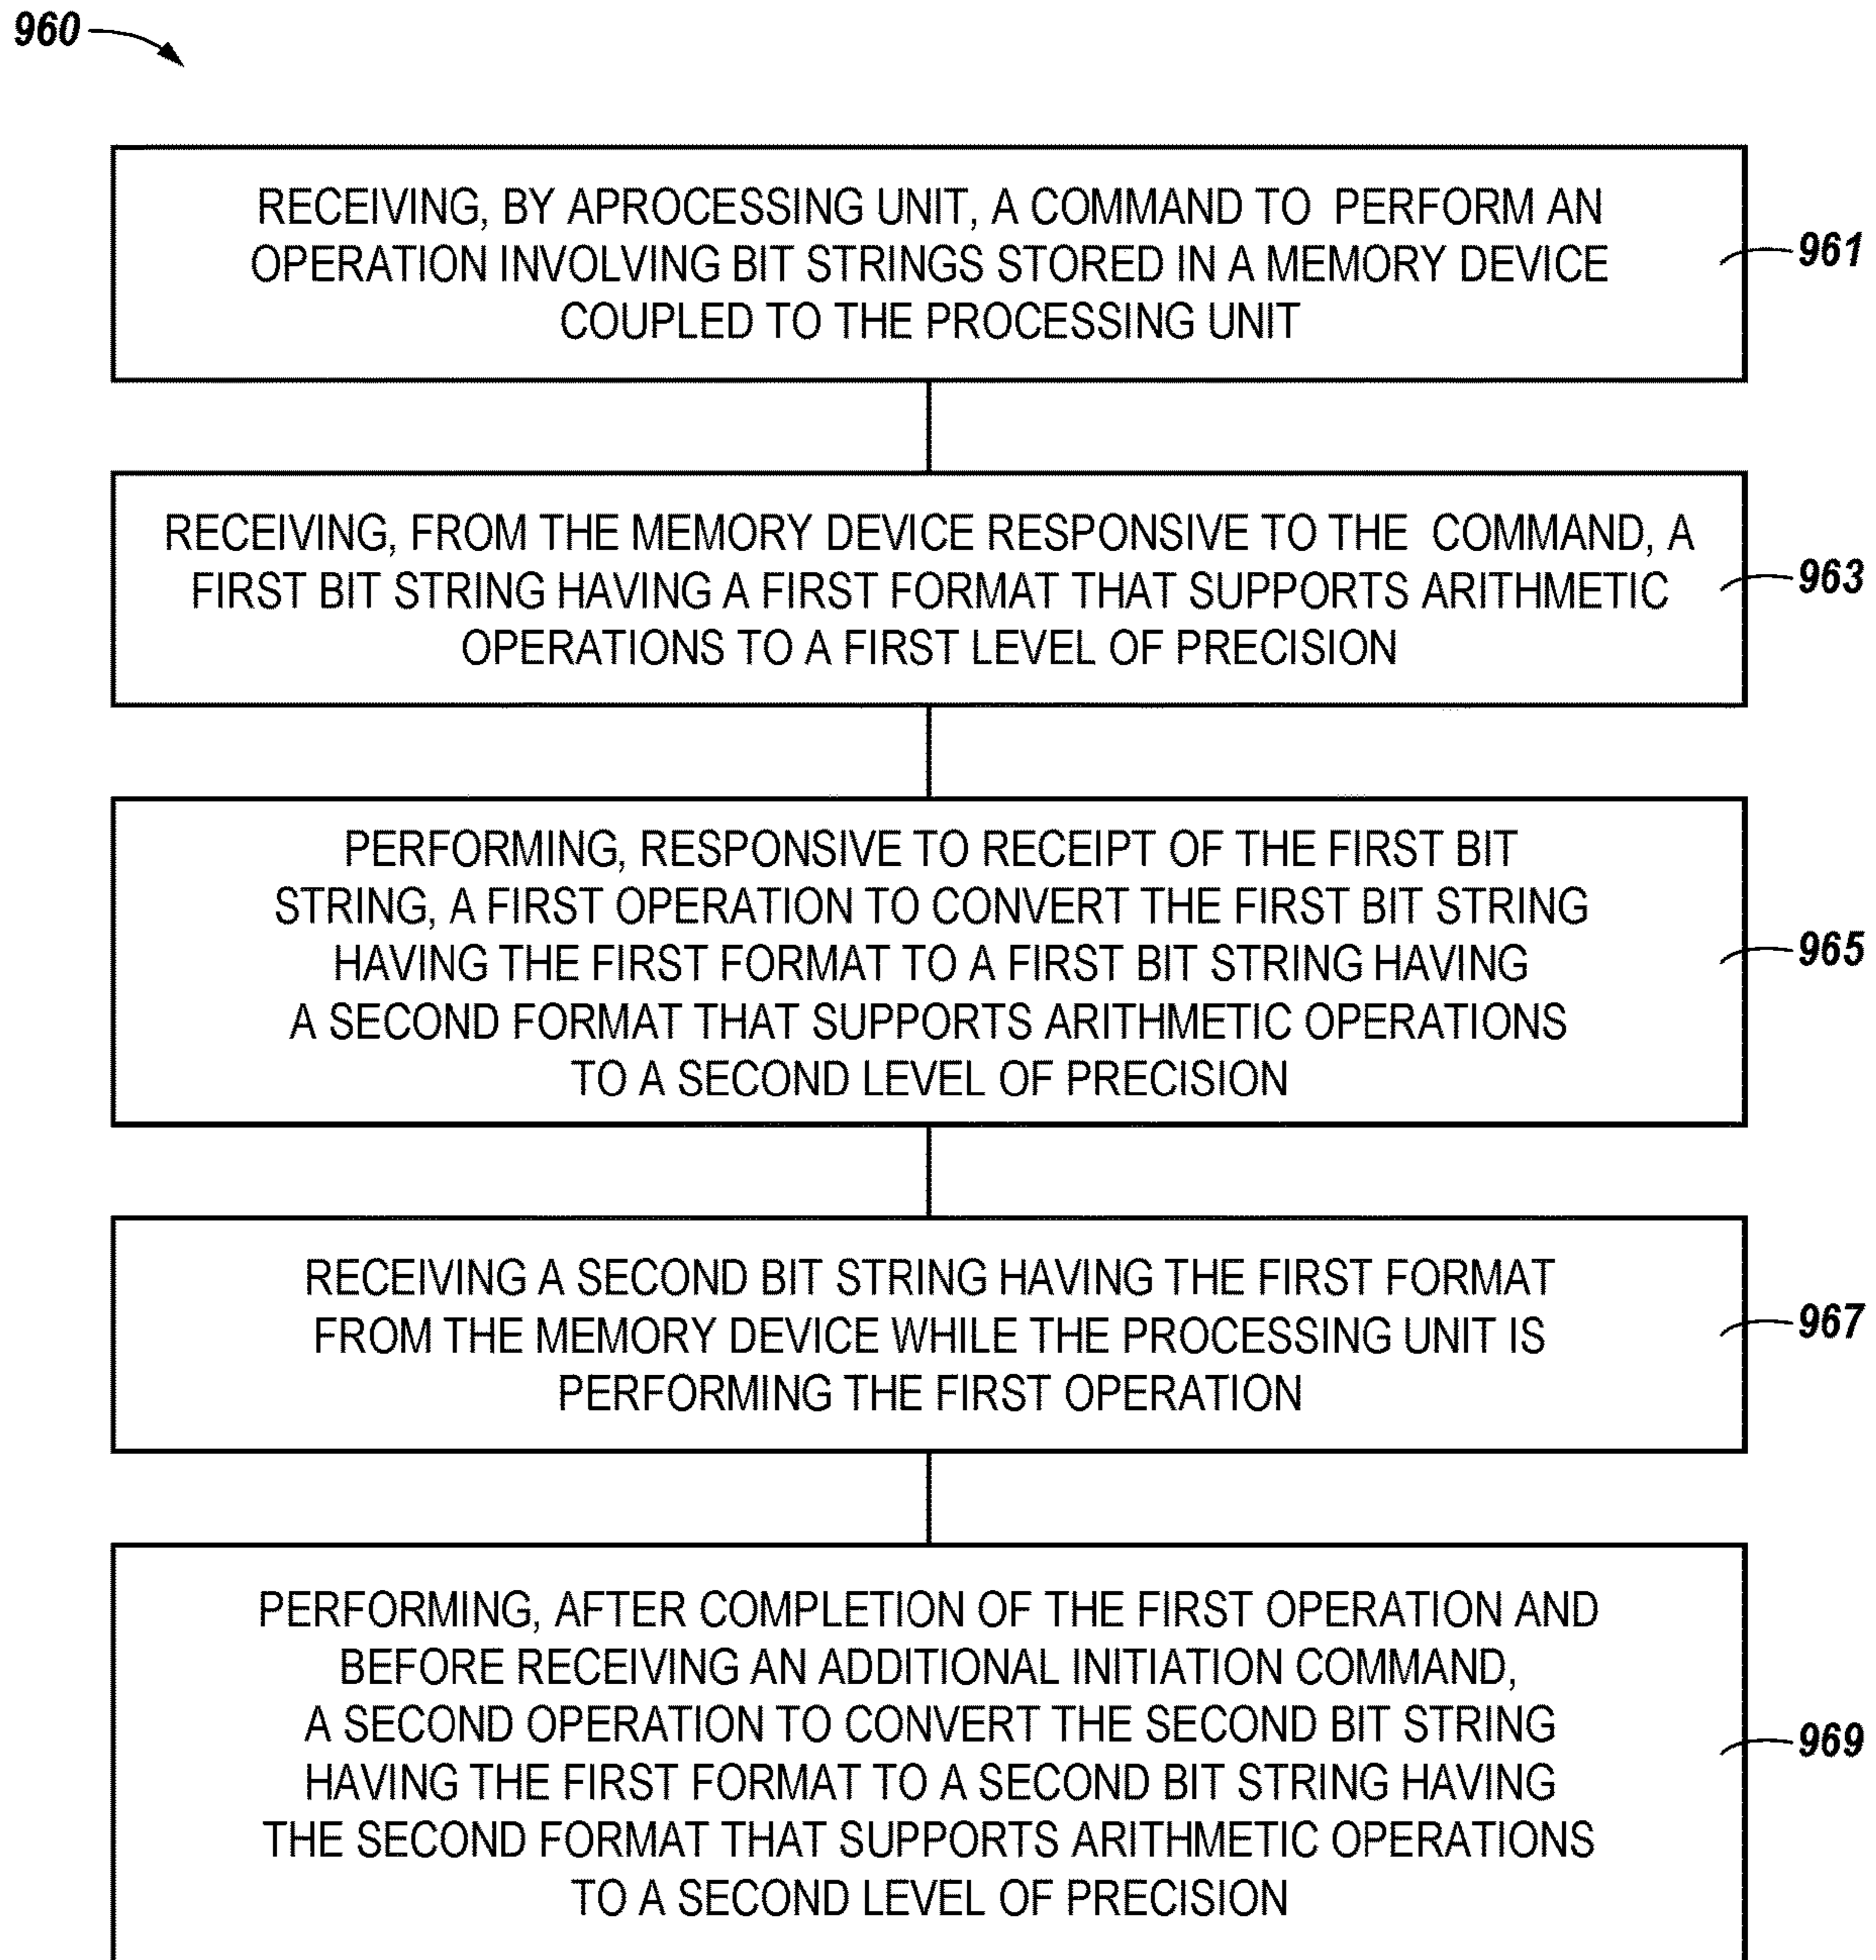 960
RECEIVING, BY APROCESSING UNIT, A COMMAND TO PERFORM AN
OPERATION INVOLVING BIT STRINGS STORED IN A MEMORY DEVICE
COUPLED TO THE PROCESSING UNIT
961
RECEIVING, FROM THE MEMORY DEVICE RESPONSIVE TO THE COMMAND, A
FIRST BIT STRING HAVING A FIRST FORMAT THAT SUPPORTS ARITHMETIC
OPERATIONS TO A FIRST LEVEL OF PRECISION
963
PERFORMING, RESPONSIVE TO RECEIPT OF THE FIRST BIT
STRING, A FIRST OPERATION TO CONVERT THE FIRST BIT STRING
HAVING THE FIRST FORMAT TO A FIRST BIT STRING HAVING
A SECOND FORMAT THAT SUPPORTS ARITHMETIC OPERATIONS
TO A SECOND LEVEL OF PRECISION
965
RECEIVING A SECOND BIT STRING HAVING THE FIRST FORMAT
FROM THE MEMORY DEVICE WHILE THE PROCESSING UNIT IS
PERFORMING THE FIRST OPERATION
967
PERFORMING, AFTER COMPLETION OF THE FIRST OPERATION AND
BEFORE RECEIVING AN ADDITIONAL INITIATION COMMAND,
A SECOND OPERATION TO CONVERT THE SECOND BIT STRING
HAVING THE FIRST FORMAT TO A SECOND BIT STRING HAVING
THE SECOND FORMAT THAT SUPPORTS ARITHMETIC OPERATIONS
TO A SECOND LEVEL OF PRECISION
969